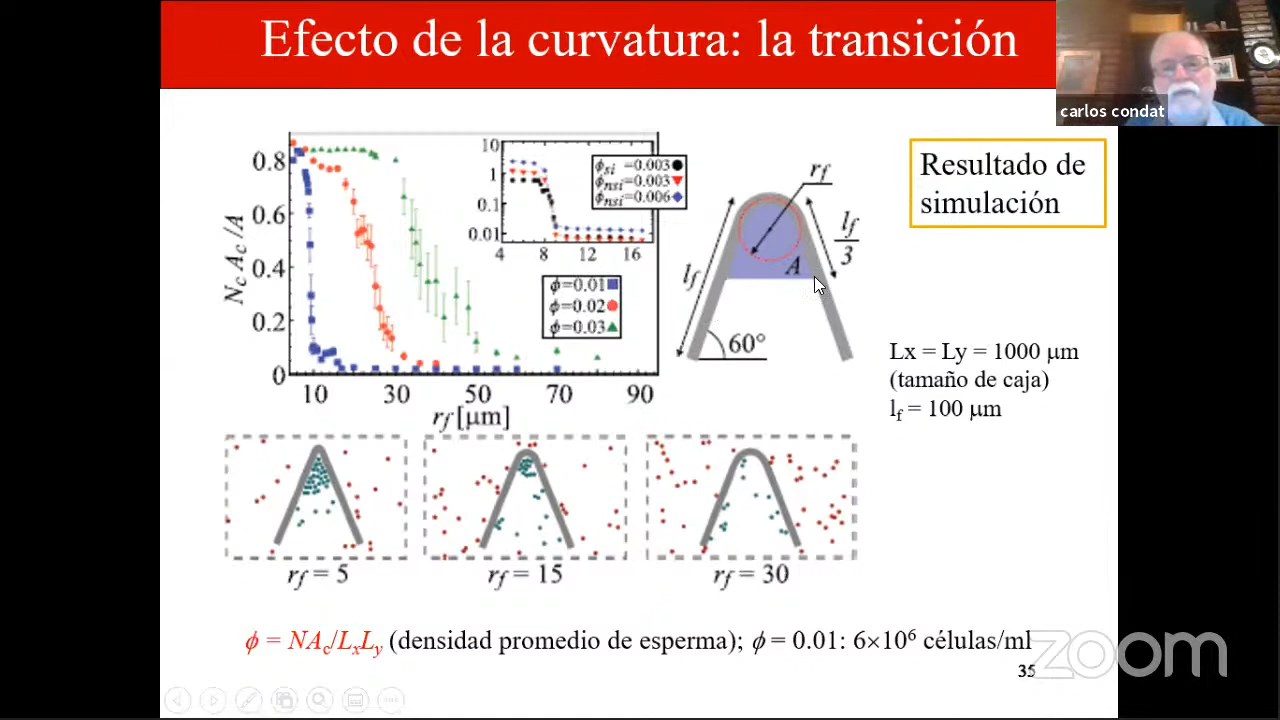 Efecto de la curvatura: la transición
carlos condat
Resultado de
simulación
N_c A_c /A
0.8
0.6
0.4
0.2
0
10
30
50
70
90
r_f [µm]
10
1
0.1
0.01
4
8
12
16
ϕ_si =0.003
ϕ_nsi =0.003
ϕ_nsi =0.006
ϕ=0.01
ϕ=0.02
ϕ=0.03
r_f
l_f
l_f
3
A
60°
Lx = Ly = 1000 µm
(tamaño de caja)
l_f = 100 µm
r_f = 5
r_f = 15
r_f = 30
ϕ = NA_c/L_xL_y (densidad promedio de esperma); ϕ = 0.01: 6×10⁶ células/ml
35
zoom